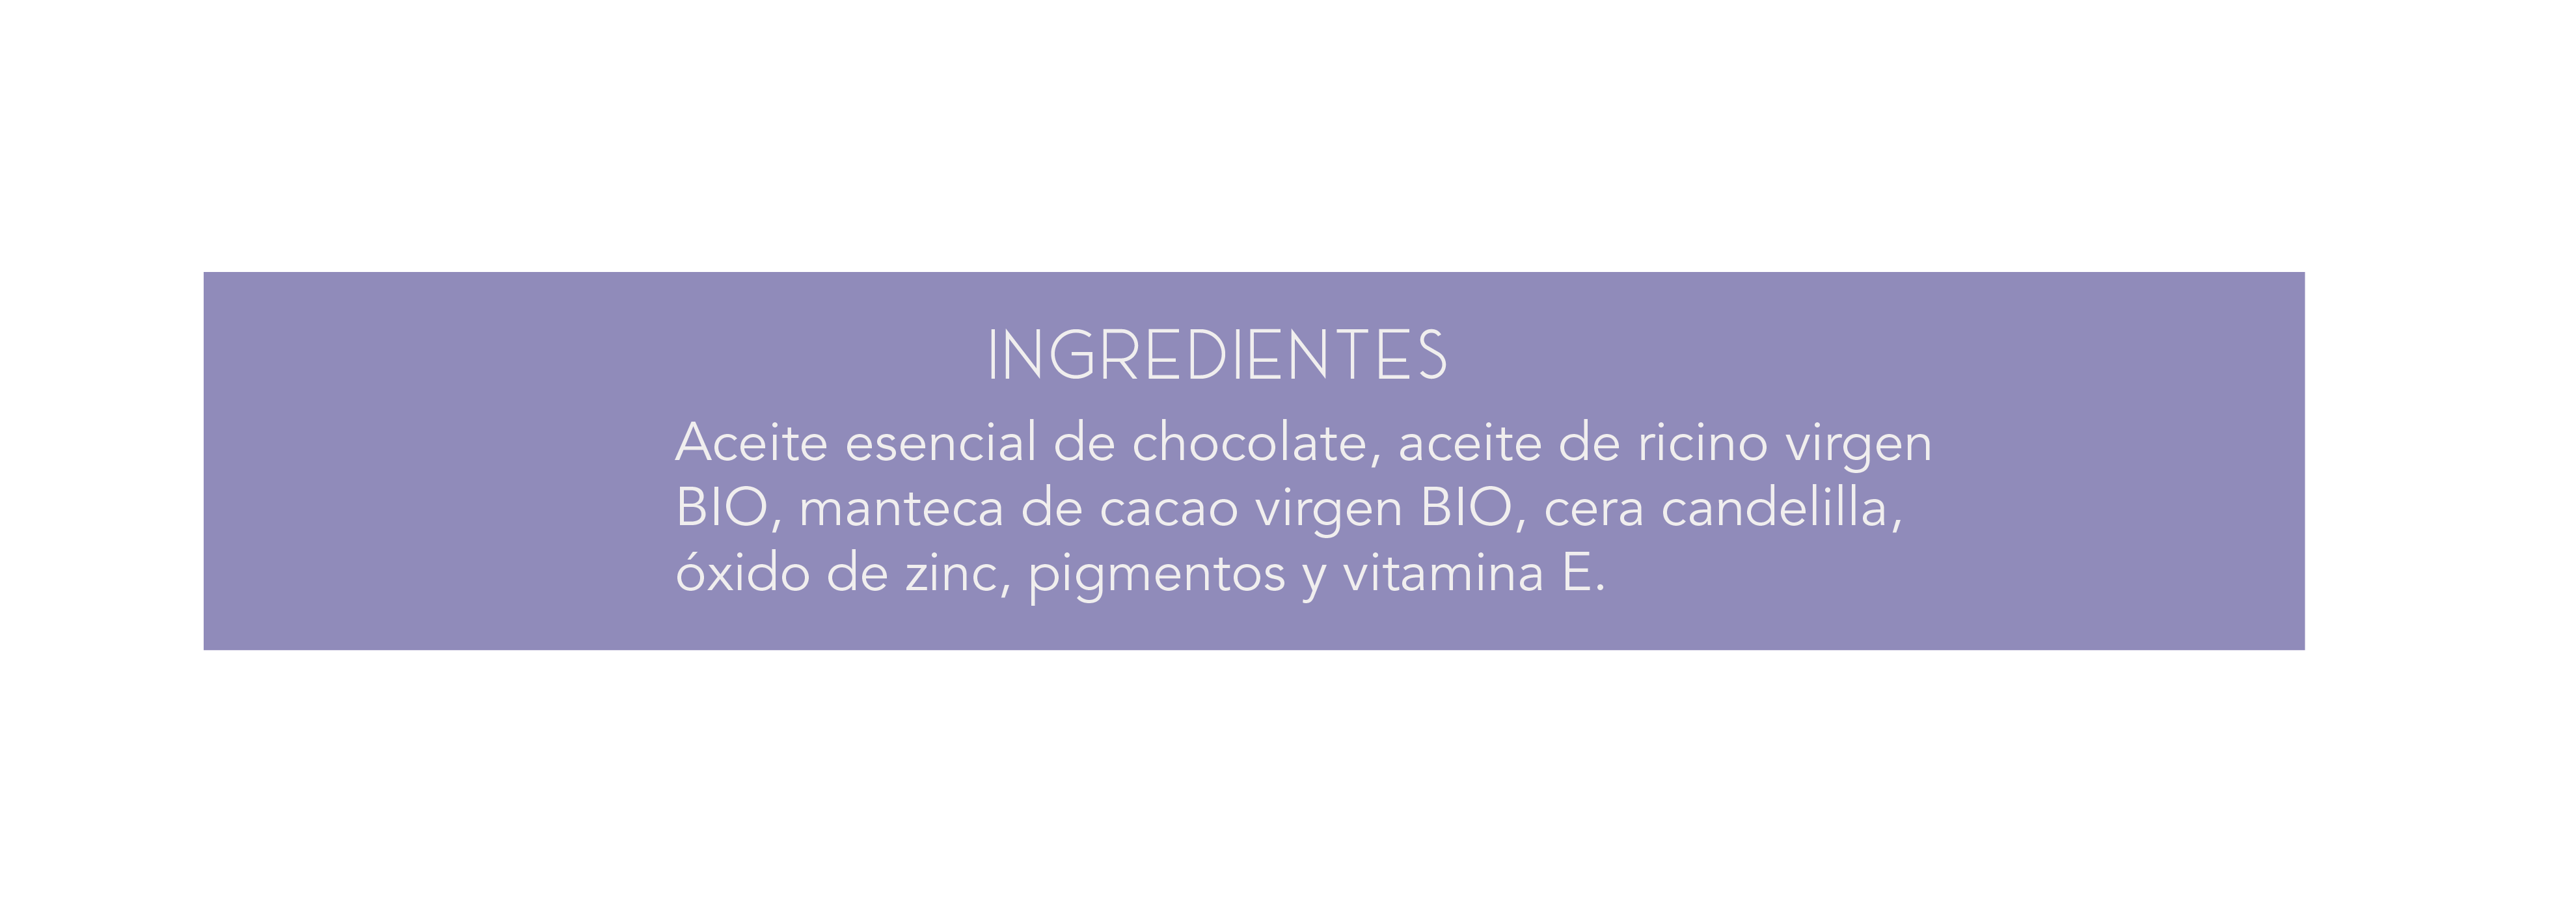 INGREDIENTES
Aceite esencial de chocolate, aceite de ricino virgen
BIO, manteca de cacao virgen BIO, cera candelilla,
óxido de zinc, pigmentos y vitamina E.